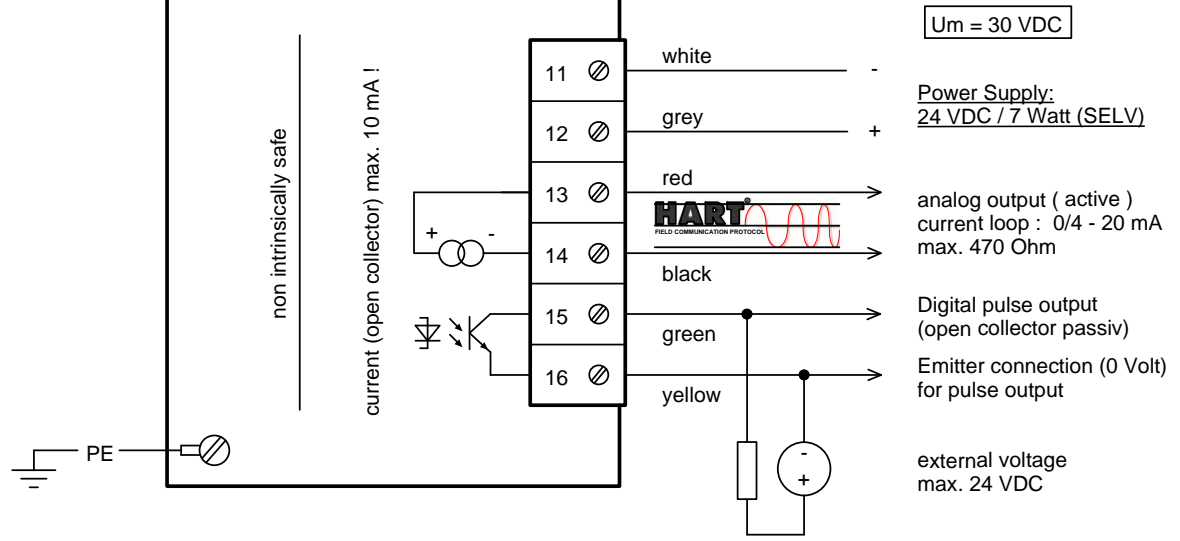 Um = 30 VDC
white
11
-
Power Supply:
24 VDC / 7 Watt (SELV)
grey
12
+
non intrinsically safe
current (open collector) max. 10 mA !
red
13
HART®
FIELD COMMUNICATION PROTOCOL
analog output ( active )
current loop : 0/4 - 20 mA
max. 470 Ohm
+ -
14
black
15
green
Digital pulse output
(open collector passiv)
16
yellow
Emitter connection (0 Volt)
for pulse output
PE
-
+
external voltage
max. 24 VDC